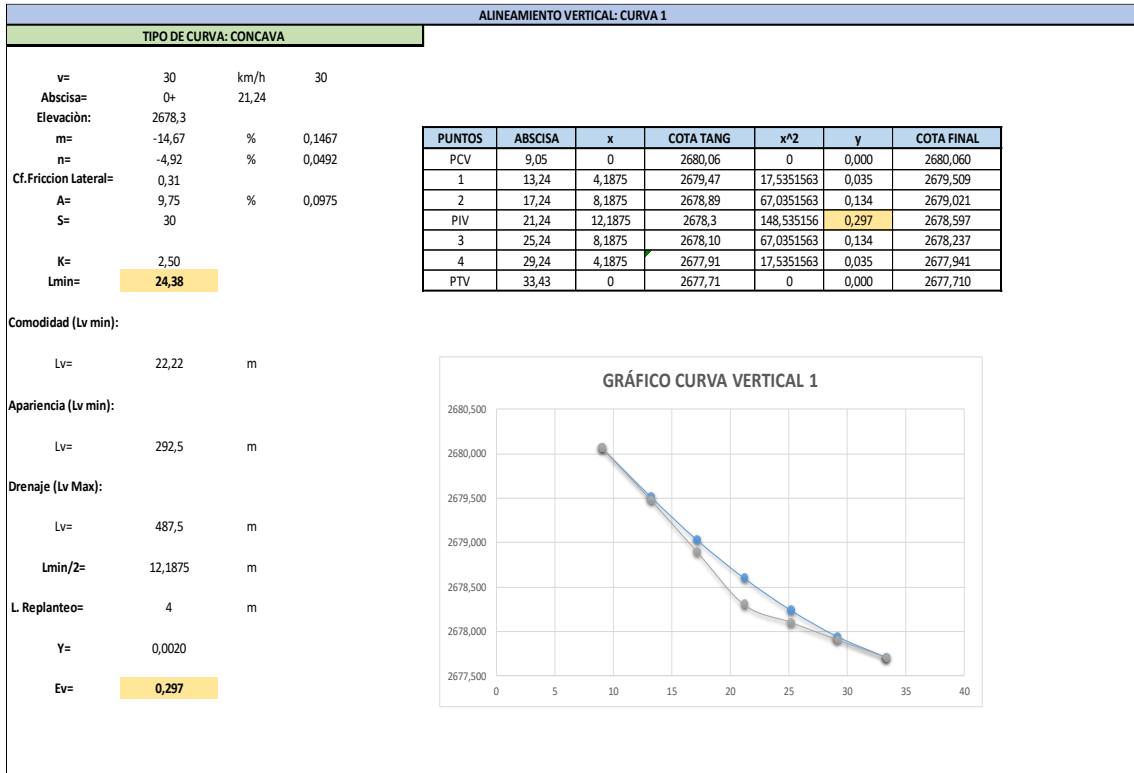 ALINEAMIENTO VERTICAL: CURVA 1
TIPO DE CURVA: CONCAVA
v= 30 km/h 30
Abscisa= 0+ 21,24
Elevaciòn: 2678,3
m= -14,67 % 0,1467
n= -4,92 % 0,0492
Cf.Friccion Lateral= 0,31
A= 9,75 % 0,0975
S= 30
K= 2,50
Lmin= 24,38
PUNTOS ABSCISA x COTA TANG x^2 y COTA FINAL
PCV 9,05 0 2680,06 0 0,000 2680,060
1 13,24 4,1875 2679,47 17,5351563 0,035 2679,509
2 17,24 8,1875 2678,89 67,0351563 0,134 2679,021
PIV 21,24 12,1875 2678,3 148,535156 0,297 2678,597
3 25,24 8,1875 2678,10 67,0351563 0,134 2678,237
4 29,24 4,1875 2677,91 17,5351563 0,035 2677,941
PTV 33,43 0 2677,71 0 0,000 2677,710
Comodidad (Lv min):
Lv= 22,22 m
Apariencia (Lv min):
Lv= 292,5 m
Drenaje (Lv Max):
Lv= 487,5 m
Lmin/2= 12,1875 m
L. Replanteo= 4 m
Y= 0,0020
Ev= 0,297
GRÁFICO CURVA VERTICAL 1
2680,500
2680,000
2679,500
2679,000
2678,500
2678,000
2677,500
0 5 10 15 20 25 30 35 40